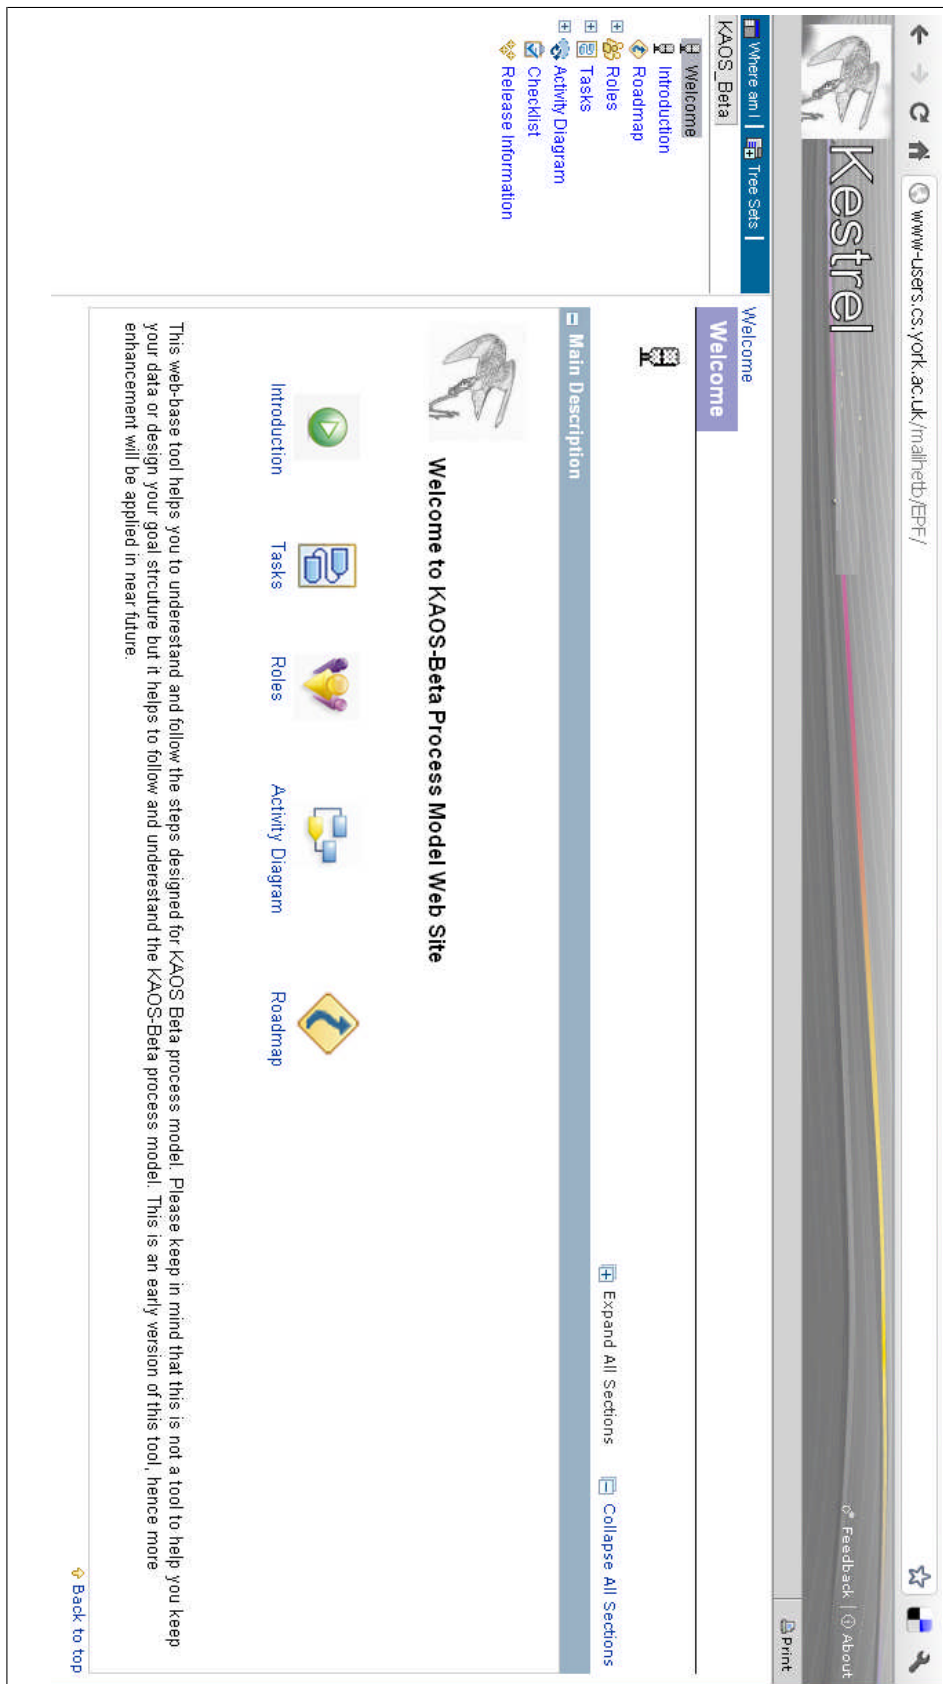 www-users.cs.york.ac.uk/malihetb/EPF/
Kestrel
Feedback | About
Print
Where am I | Tree Sets |
KAOS_Beta
Welcome
Introduction
Roadmap
Roles
Tasks
Activity Diagram
Checklist
Release Information
Welcome
Welcome
Expand All Sections Collapse All Sections
Main Description
Welcome to KAOS-Beta Process Model Web Site
Introduction Tasks Roles Activity Diagram Roadmap
This web-base tool helps you to underestand and follow the steps designed for KAOS Beta process model. Please keep in mind that this is not a tool to help you keep
your data or design your goal strcuture but it helps to follow and underestand the KAOS-Beta process model. This is an early version of this tool, hence more
enhancement will be applied in near future.
Back to top